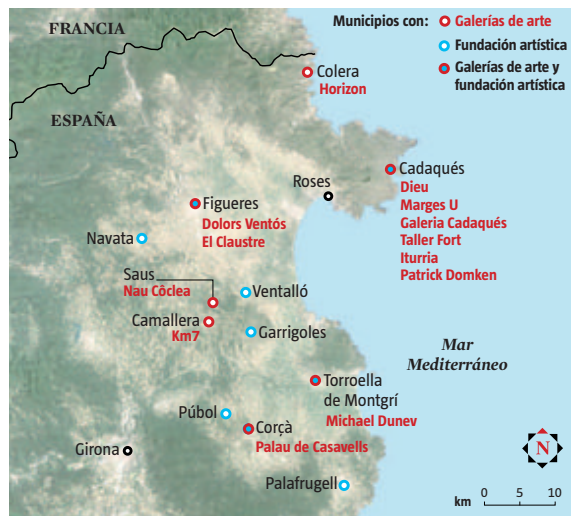 Municipios con:
Galerías de arte
Fundación artística
Galerías de arte y
fundación artística
FRANCIA
ESPAÑA
Colera
Horizon
Cadaqués
Dieu
Marges U
Galeria Cadaqués
Taller Fort
Iturria
Patrick Domken
Roses
Figueres
Dolors Ventós
El Claustre
Navata
Saus
Nau Côclea
Ventalló
Camallera
Km7
Garrigoles
Mar
Mediterráneo
Torroella
de Montgrí
Michael Dunev
Púbol
Corçà
Palau de Casavells
Girona
Palafrugell
N
km 0 5 10